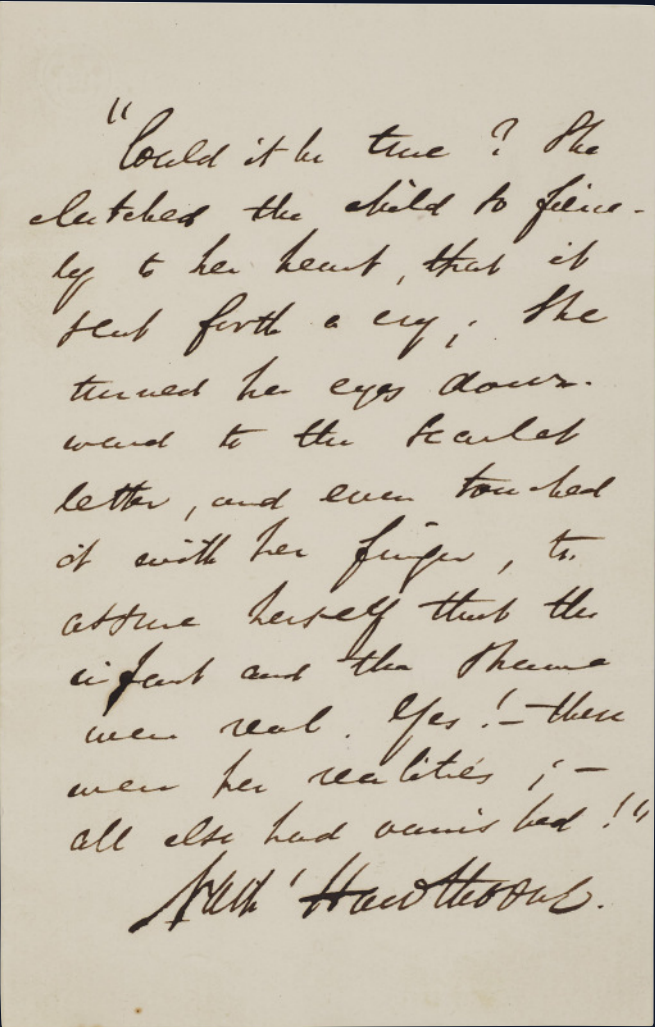 "Could it be true? She
clutched the child so fierce-
ly to her heart, that it
sent forth a cry; She
turned her eyes down-
ward to the scarlet
letter, and even touched
it with her finger, to
assure herself that the
infant and the shame
were real. Yes!—these
were her realities;—
all else had vanished!"
Nath' Hawthorne.